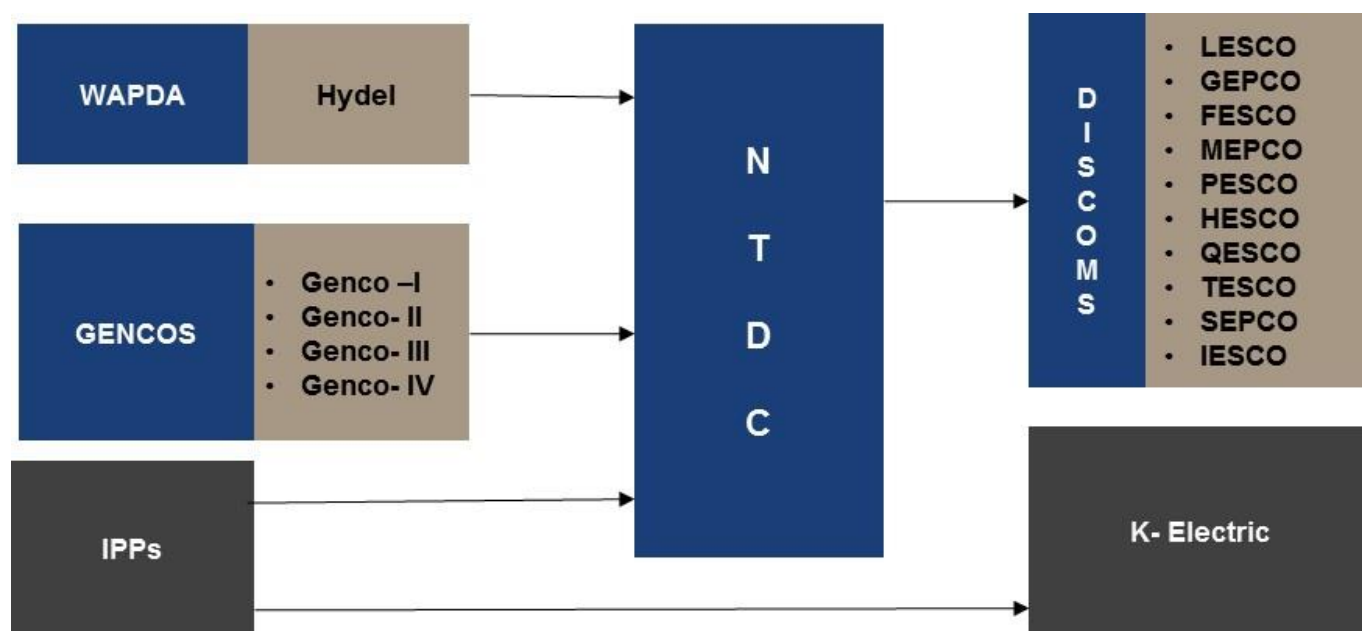 WAPDA
Hydel
GENCOS
• Genco –I
• Genco- II
• Genco- III
• Genco- IV
IPPs
N
T
D
C
D
I
S
C
O
M
S
• LESCO
• GEPCO
• FESCO
• MEPCO
• PESCO
• HESCO
• QESCO
• TESCO
• SEPCO
• IESCO
K- Electric